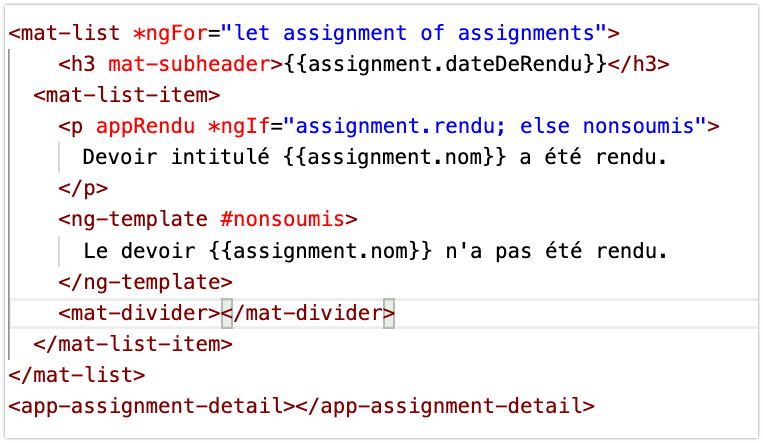 <mat-list *ngFor="let assignment of assignments">
    <h3 mat-subheader>{{assignment.dateDeRendu}}</h3>
  <mat-list-item>
    <p appRendu *ngIf="assignment.rendu; else nonsoumis">
      Devoir intitulé {{assignment.nom}} a été rendu.
    </p>
    <ng-template #nonsoumis>
      Le devoir {{assignment.nom}} n'a pas été rendu.
    </ng-template>
    <mat-divider></mat-divider>
  </mat-list-item>
</mat-list>
<app-assignment-detail></app-assignment-detail>